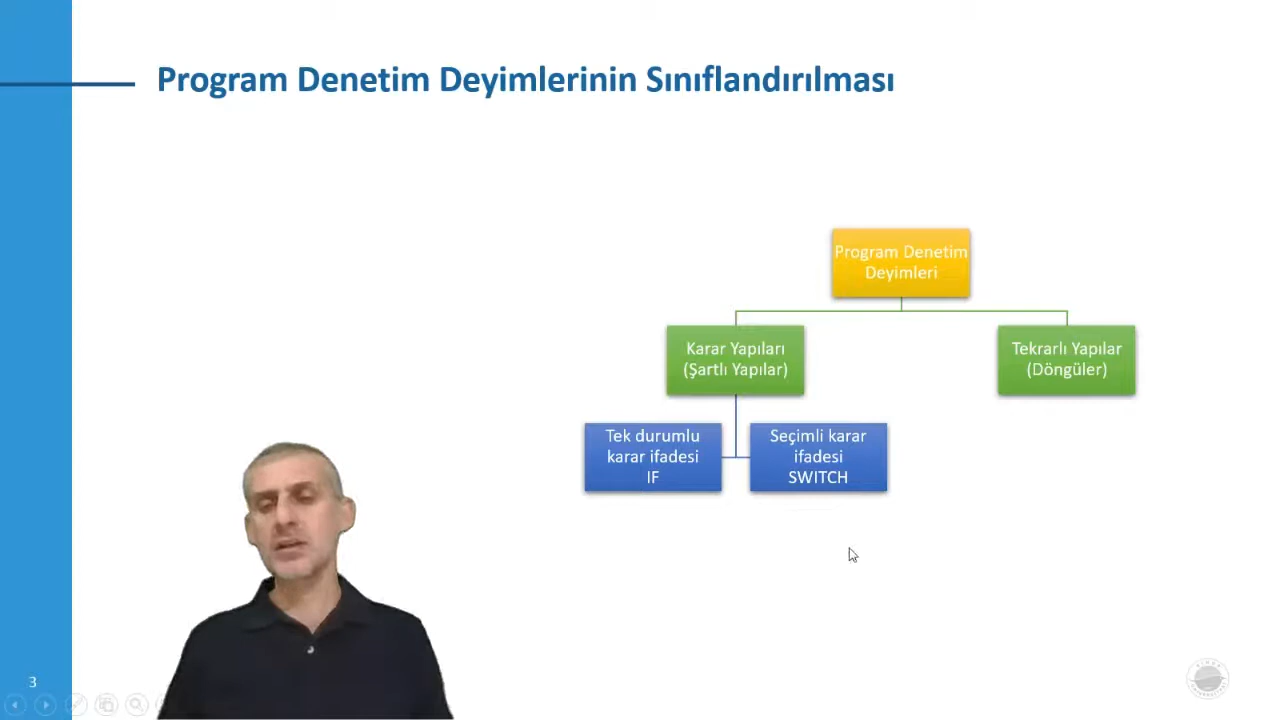 Program Denetim Deyimlerinin Sınıflandırılması
Program Denetim
Deyimleri
Karar Yapıları
(Şartlı Yapılar)
Tekrarlı Yapılar
(Döngüler)
Tek durumlu
karar ifadesi
IF
Seçimli karar
ifadesi
SWITCH
3